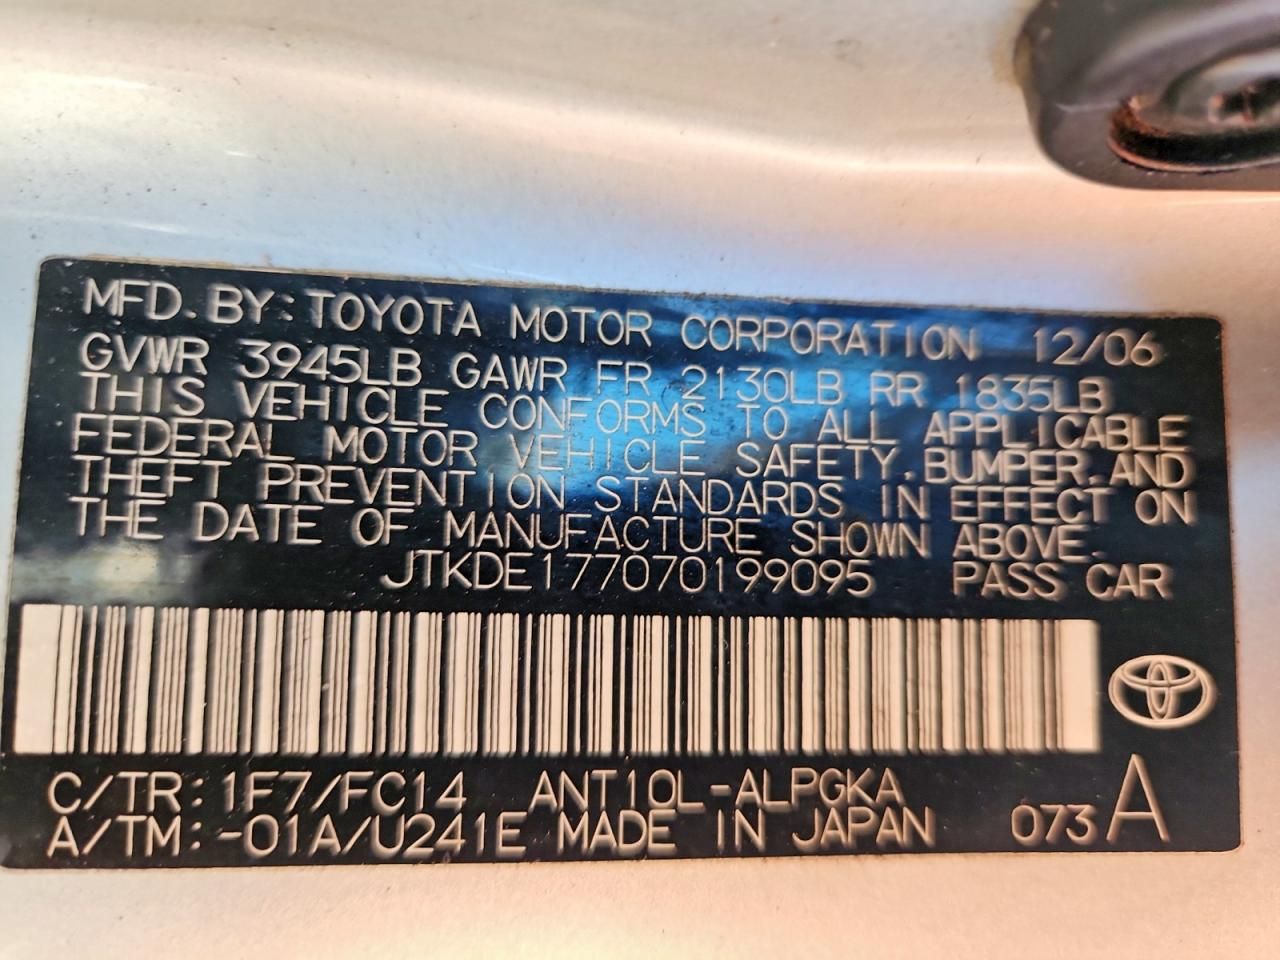 MFD. BY: TOYOTA MOTOR CORPORATION 12/06
GVWR 3945LB GAWR FR 2130LB RR 1835LB
THIS VEHICLE CONFORMS TO ALL APPLICABLE
FEDERAL MOTOR VEHICLE SAFETY, BUMPER, AND
THEFT PREVENTION STANDARDS IN EFFECT ON
THE DATE OF MANUFACTURE SHOWN ABOVE.
JTKDE177070199095 PASS CAR
C/TR: 1F7/FC14 ANT10L-ALPGKA
A/TM: -01A/U241E MADE IN JAPAN 073 A